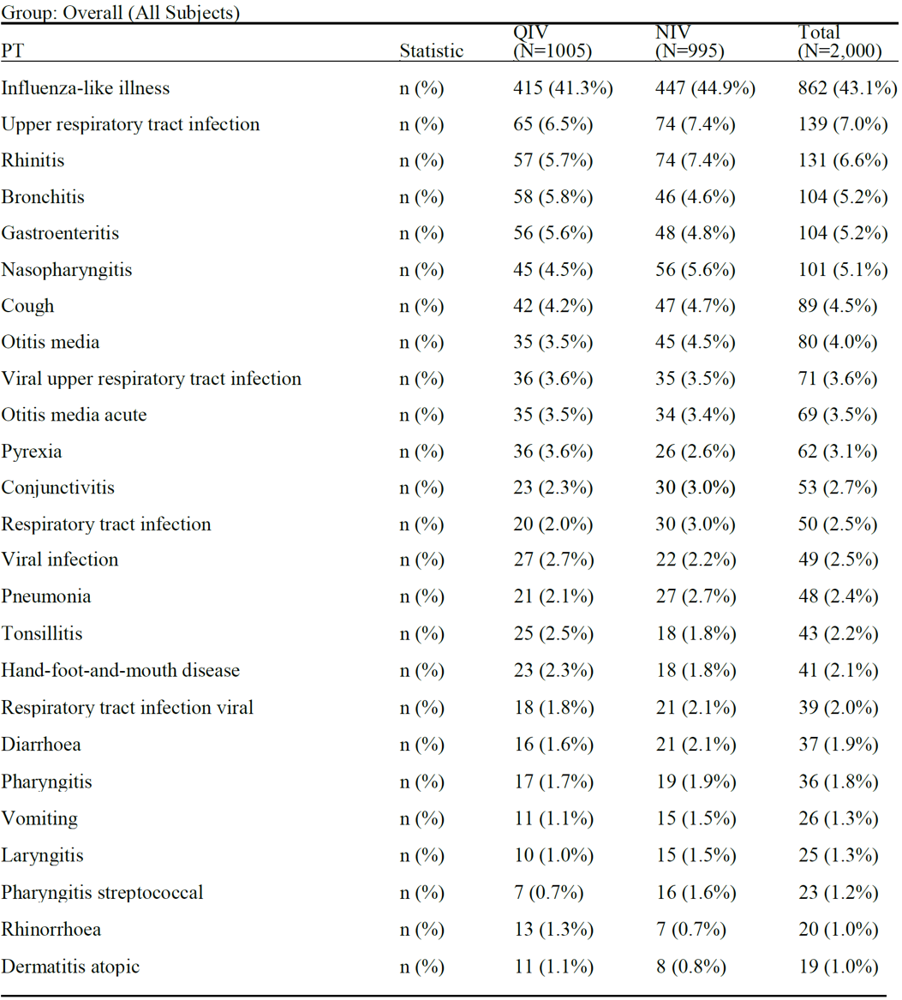 Group: Overall (All Subjects)
QIV NIV Total
PT Statistic (N=1005) (N=995) (N=2,000)
Influenza-like illness n (%) 415 (41.3%) 447 (44.9%) 862 (43.1%)
Upper respiratory tract infection n (%) 65 (6.5%) 74 (7.4%) 139 (7.0%)
Rhinitis n (%) 57 (5.7%) 74 (7.4%) 131 (6.6%)
Bronchitis n (%) 58 (5.8%) 46 (4.6%) 104 (5.2%)
Gastroenteritis n (%) 56 (5.6%) 48 (4.8%) 104 (5.2%)
Nasopharyngitis n (%) 45 (4.5%) 56 (5.6%) 101 (5.1%)
Cough n (%) 42 (4.2%) 47 (4.7%) 89 (4.5%)
Otitis media n (%) 35 (3.5%) 45 (4.5%) 80 (4.0%)
Viral upper respiratory tract infection n (%) 36 (3.6%) 35 (3.5%) 71 (3.6%)
Otitis media acute n (%) 35 (3.5%) 34 (3.4%) 69 (3.5%)
Pyrexia n (%) 36 (3.6%) 26 (2.6%) 62 (3.1%)
Conjunctivitis n (%) 23 (2.3%) 30 (3.0%) 53 (2.7%)
Respiratory tract infection n (%) 20 (2.0%) 30 (3.0%) 50 (2.5%)
Viral infection n (%) 27 (2.7%) 22 (2.2%) 49 (2.5%)
Pneumonia n (%) 21 (2.1%) 27 (2.7%) 48 (2.4%)
Tonsillitis n (%) 25 (2.5%) 18 (1.8%) 43 (2.2%)
Hand-foot-and-mouth disease n (%) 23 (2.3%) 18 (1.8%) 41 (2.1%)
Respiratory tract infection viral n (%) 18 (1.8%) 21 (2.1%) 39 (2.0%)
Diarrhoea n (%) 16 (1.6%) 21 (2.1%) 37 (1.9%)
Pharyngitis n (%) 17 (1.7%) 19 (1.9%) 36 (1.8%)
Vomiting n (%) 11 (1.1%) 15 (1.5%) 26 (1.3%)
Laryngitis n (%) 10 (1.0%) 15 (1.5%) 25 (1.3%)
Pharyngitis streptococcal n (%) 7 (0.7%) 16 (1.6%) 23 (1.2%)
Rhinorrhoea n (%) 13 (1.3%) 7 (0.7%) 20 (1.0%)
Dermatitis atopic n (%) 11 (1.1%) 8 (0.8%) 19 (1.0%)